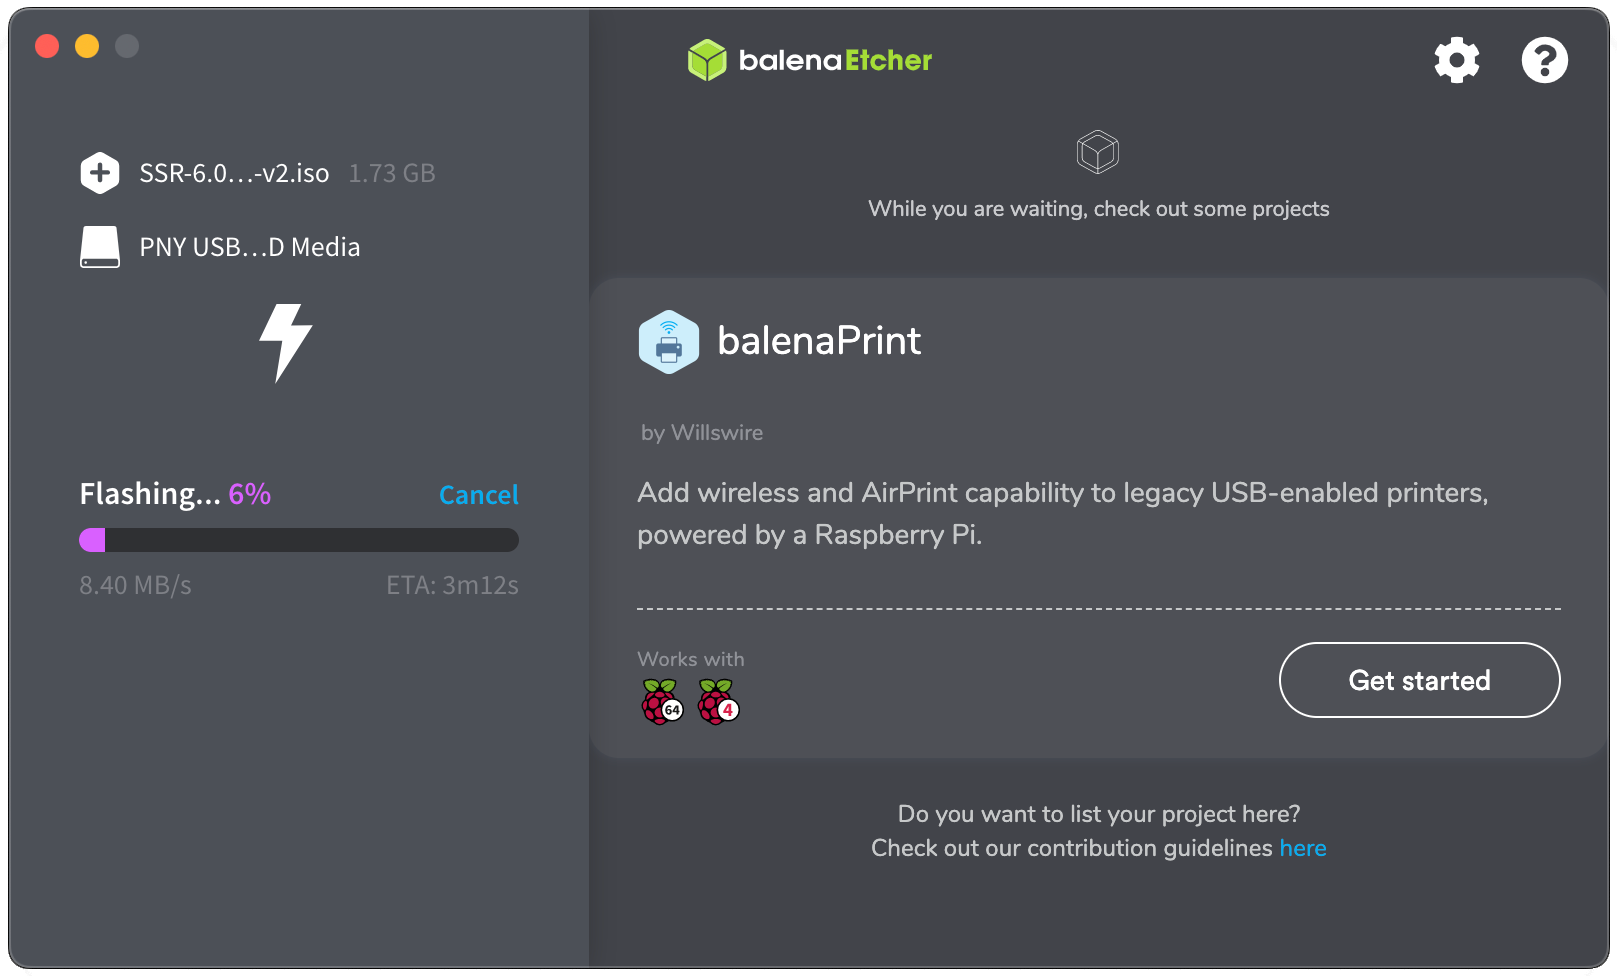 balenaEtcher
SSR-6.0...-v2.iso 1.73 GB
PNY USB...D Media
Flashing... 6% Cancel
8.40 MB/s ETA: 3m12s
While you are waiting, check out some projects
balenaPrint
by Willswire
Add wireless and AirPrint capability to legacy USB-enabled printers,
powered by a Raspberry Pi.
Works with
64 4
Get started
Do you want to list your project here?
Check out our contribution guidelines here